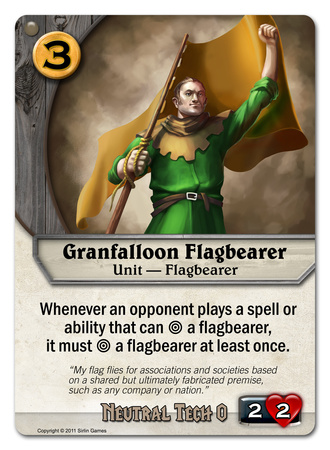 3
Granfalloon Flagbearer
Unit — Flagbearer
Whenever an opponent plays a spell or
ability that can ◎ a flagbearer,
it must ◎ a flagbearer at least once.
“My flag flies for associations and societies based
on a shared but ultimately fabricated premise,
such as any company or nation.”
Neutral Tech 0
2 2
Copyright © 2011 Sirlin Games